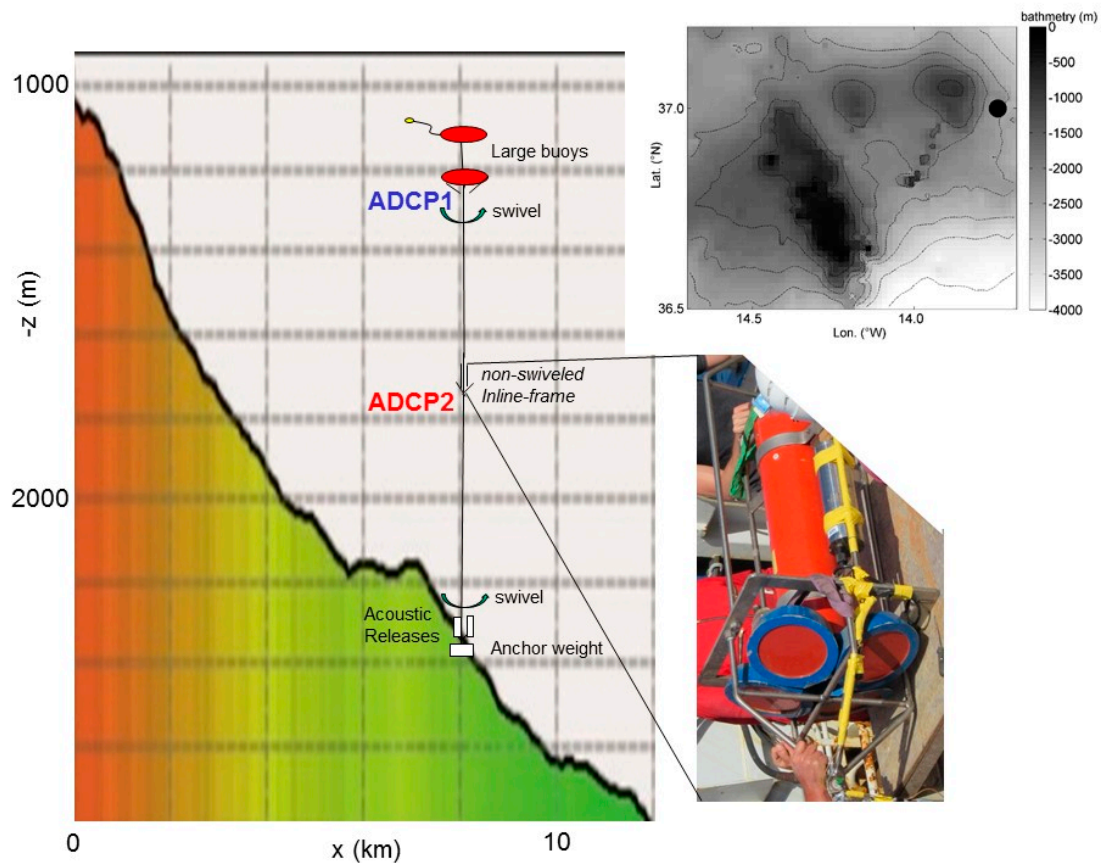 1000
Large buoys
ADCP1
swivel
-z (m)
non-swiveled
Inline-frame
ADCP2
2000
swivel
Acoustic
Releases
Anchor weight
0
10
x (km)
bathmetry (m)
37.0
Lat. (°N)
36.5
14.5
14.0
Lon. (°W)
0
-500
-1000
-1500
-2000
-2500
-3000
-3500
-4000